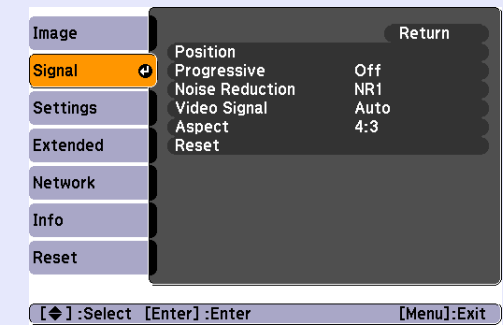 Image
Signal
Settings
Extended
Network
Info
Reset
Return
Position
Progressive Off
Noise Reduction NR1
Video Signal Auto
Aspect 4:3
Reset
[◆] :Select [Enter] :Enter [Menu]:Exit